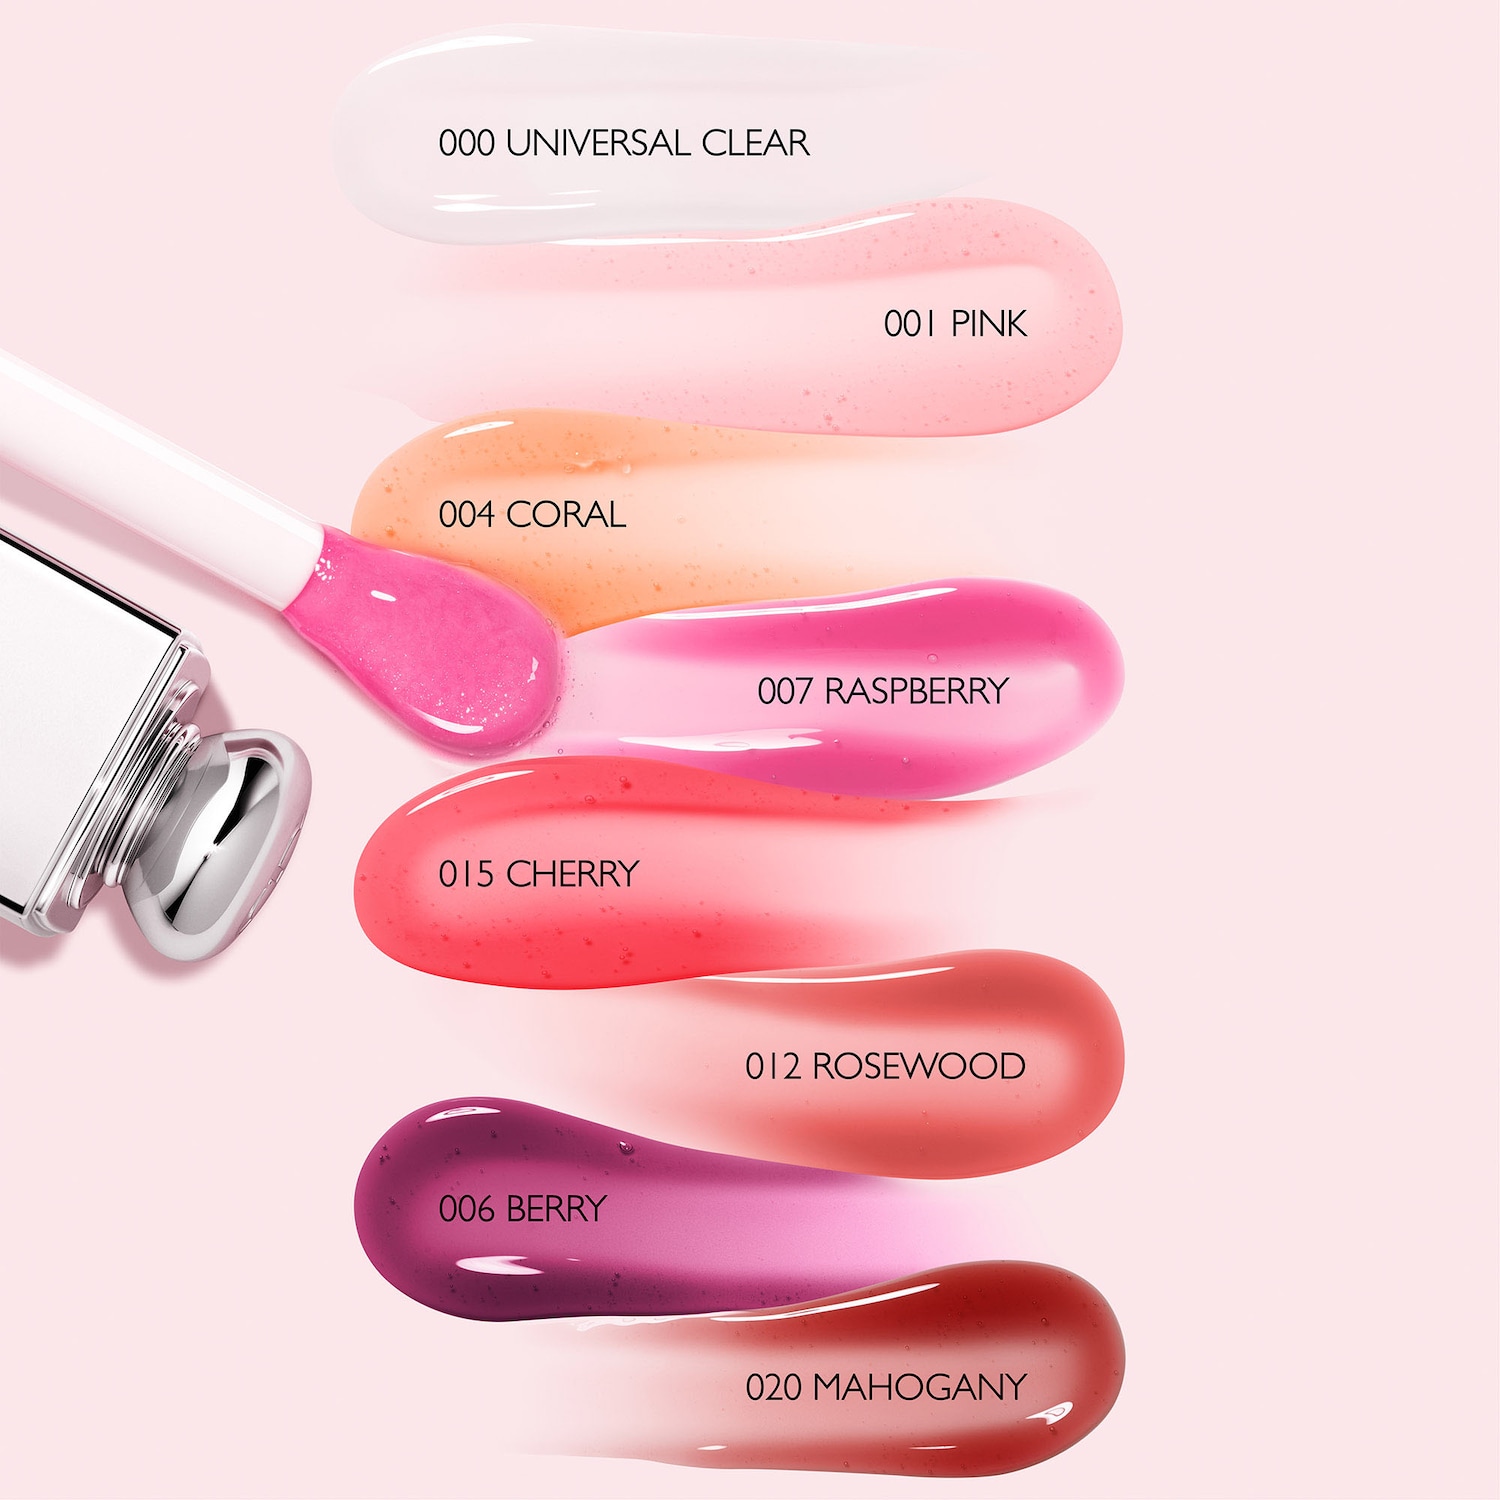 000 UNIVERSAL CLEAR
001 PINK
004 CORAL
007 RASPBERRY
015 CHERRY
012 ROSEWOOD
006 BERRY
020 MAHOGANY